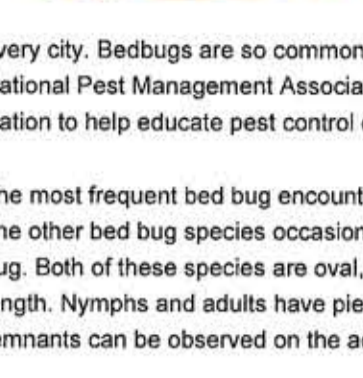 very city. Bedbugs are so common
ational Pest Management Associa
ation to help educate pest control
he most frequent bed bug encount
he other bed bug species occasion
ug. Both of these species are oval,
ngth. Nymphs and adults have pie
emnants can be observed on the a